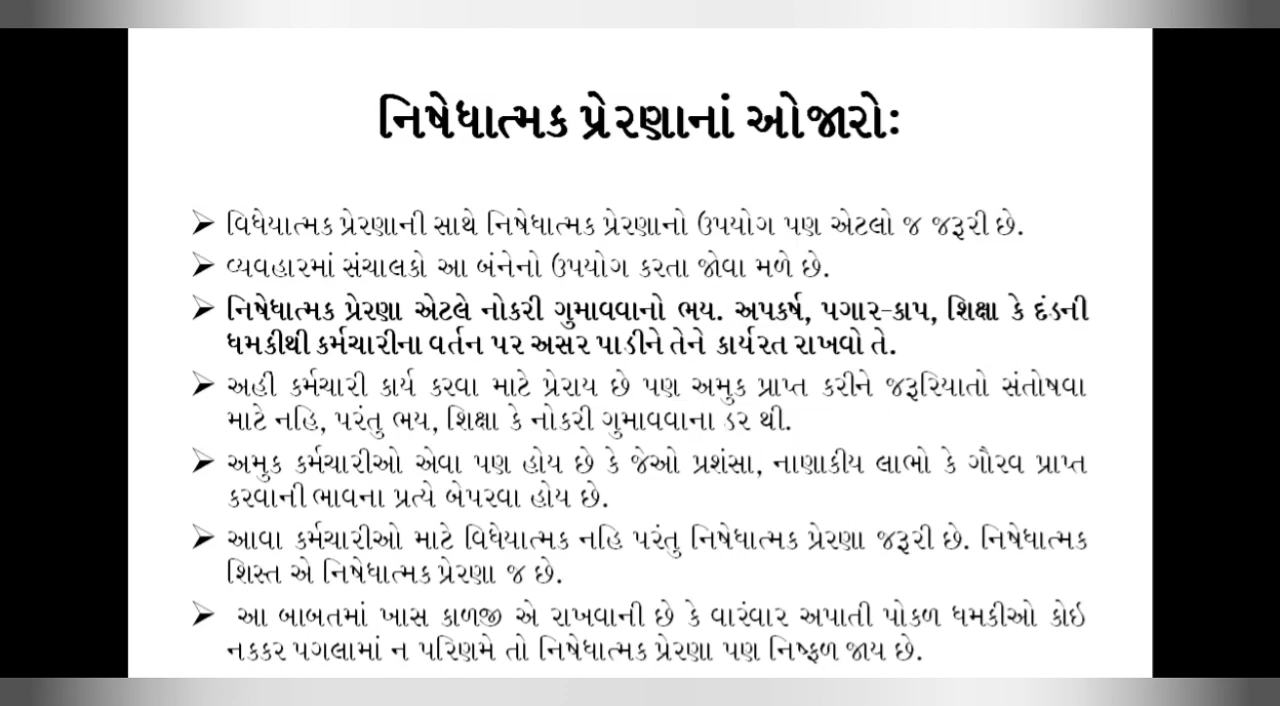 નિષેધાત્મક પ્રેરણાનાં ઓજારોઃ
➢ વિધેયાત્મક પ્રેરણાની સાથે નિષેધાત્મક પ્રેરણાનો ઉપયોગ પણ એટલો જ જરૂરી છે.
➢ વ્યવહારમાં સંચાલકો આ બંનેનો ઉપયોગ કરતા જોવા મળે છે.
➢ નિષેધાત્મક પ્રેરણા એટલે નોકરી ગુમાવવાનો ભય. અપકર્ષ, પગાર-કાપ, શિક્ષા કે દંડની
ધમકીથી કર્મચારીના વર્તન પર અસર પાડીને તેને કાર્યરત રાખવો તે.
➢ અહી કર્મચારી કાર્ય કરવા માટે પ્રેરાય છે પણ અમુક પ્રાપ્ત કરીને જરૂરિયાતો સંતોષવા
માટે નહિ, પરંતુ ભય, શિક્ષા કે નોકરી ગુમાવવાના ડર થી.
➢ અમુક કર્મચારીઓ એવા પણ હોય છે કે જેઓ પ્રશંસા, નાણાકીય લાભો કે ગૌરવ પ્રાપ્ત
કરવાની ભાવના પ્રત્યે બેપરવા હોય છે.
➢ આવા કર્મચારીઓ માટે વિધેયાત્મક નહિ પરંતુ નિષેધાત્મક પ્રેરણા જરૂરી છે. નિષેધાત્મક
શિસ્ત એ નિષેધાત્મક પ્રેરણા જ છે.
➢ આ બાબતમાં ખાસ કાળજી એ રાખવાની છે કે વારંવાર અપાતી પોકળ ધમકીઓ કોઇ
નકકર પગલામાં ન પરિણમે તો નિષેધાત્મક પ્રેરણા પણ નિષ્ફળ જાય છે.